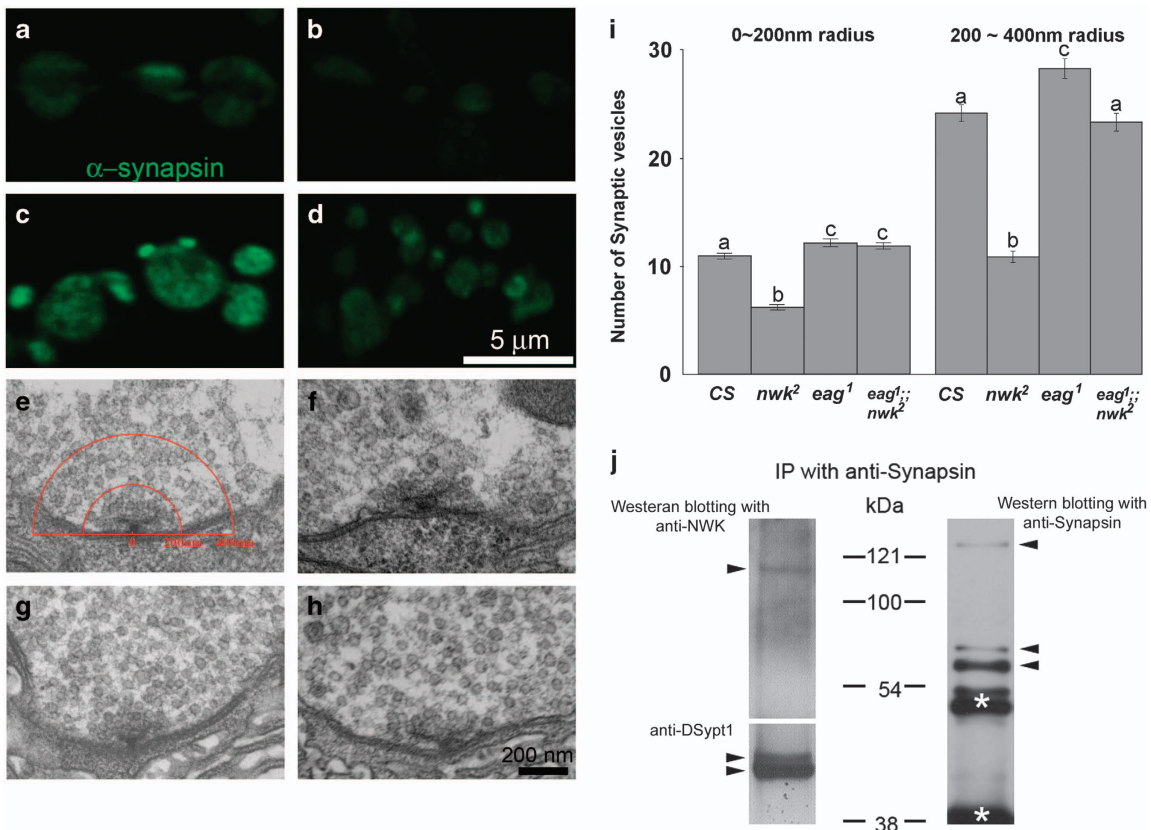 a
b
α-synapsin
c
d
5 μm
e
f
0 200nm 400nm
g
h
200 nm
i
0~200nm radius
200 ~ 400nm radius
Number of Synaptic vesicles
30
20
10
0
a
b
c
c
a
b
c
a
CS
nwk²
eag¹
eag¹;;
nwk²
CS
nwk²
eag¹
eag¹;;
nwk²
j
IP with anti-Synapsin
Westeran blotting with
anti-NWK
kDa
Western blotting with
anti-Synapsin
121
100
54
38
anti-DSypt1
*
*